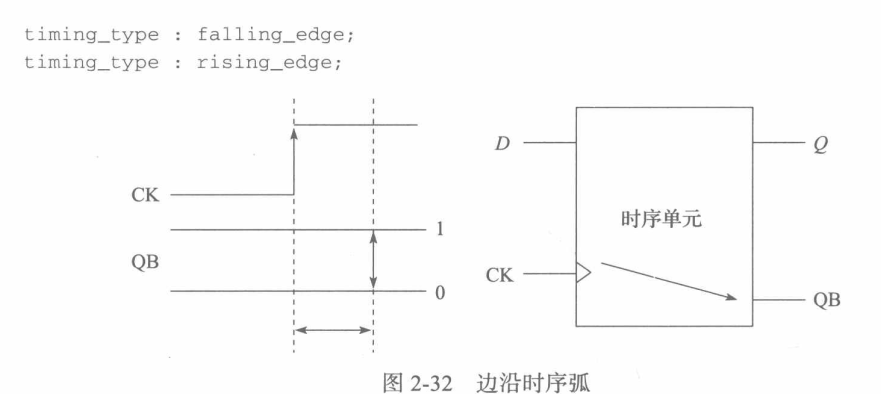 timing_type : falling_edge;
timing_type : rising_edge;
CK
QB
1
0
D
Q
时序单元
CK
QB
图 2-32 边沿时序弧